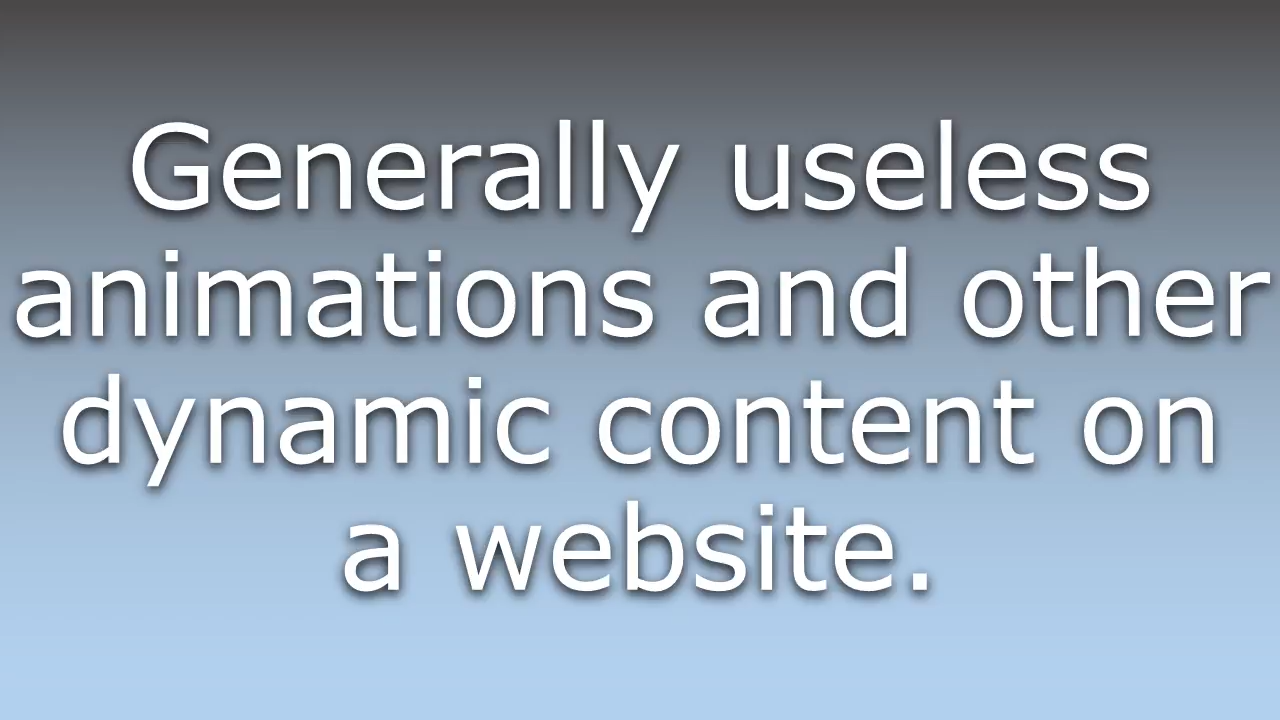 Generally useless
animations and other
dynamic content on
a website.